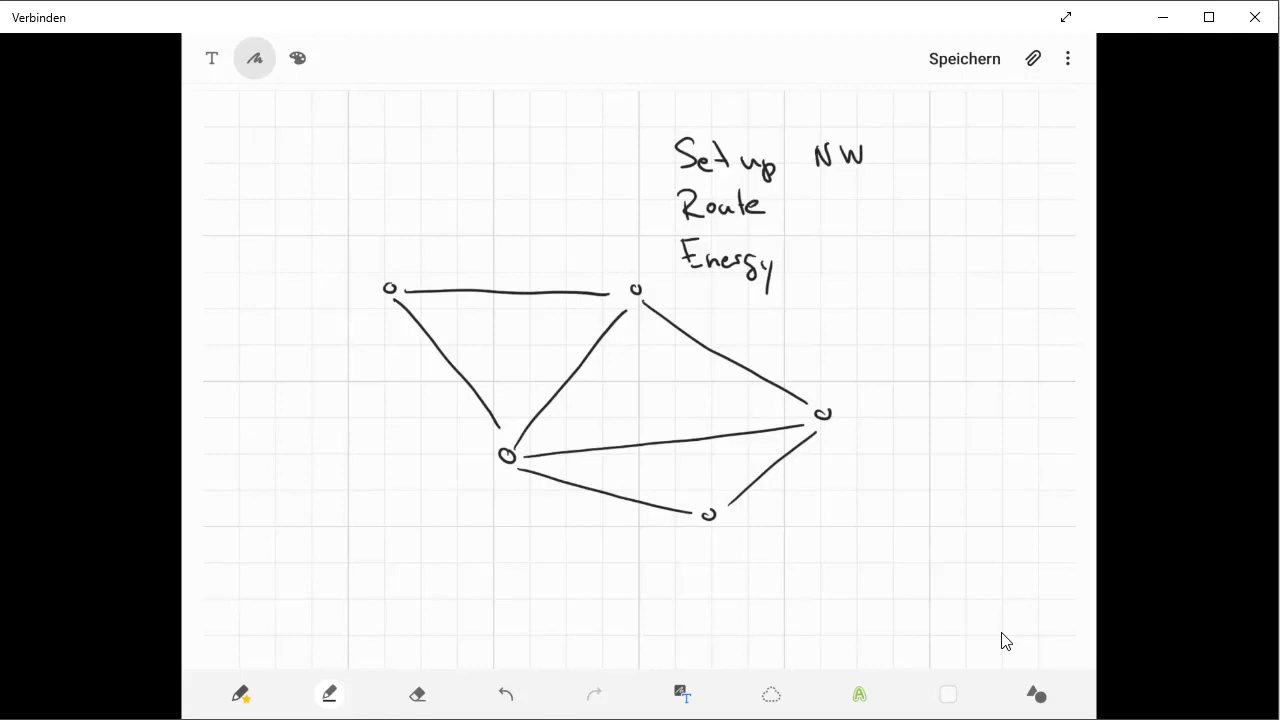 Verbinden
T
Speichern
Set up NW
Route
Energy